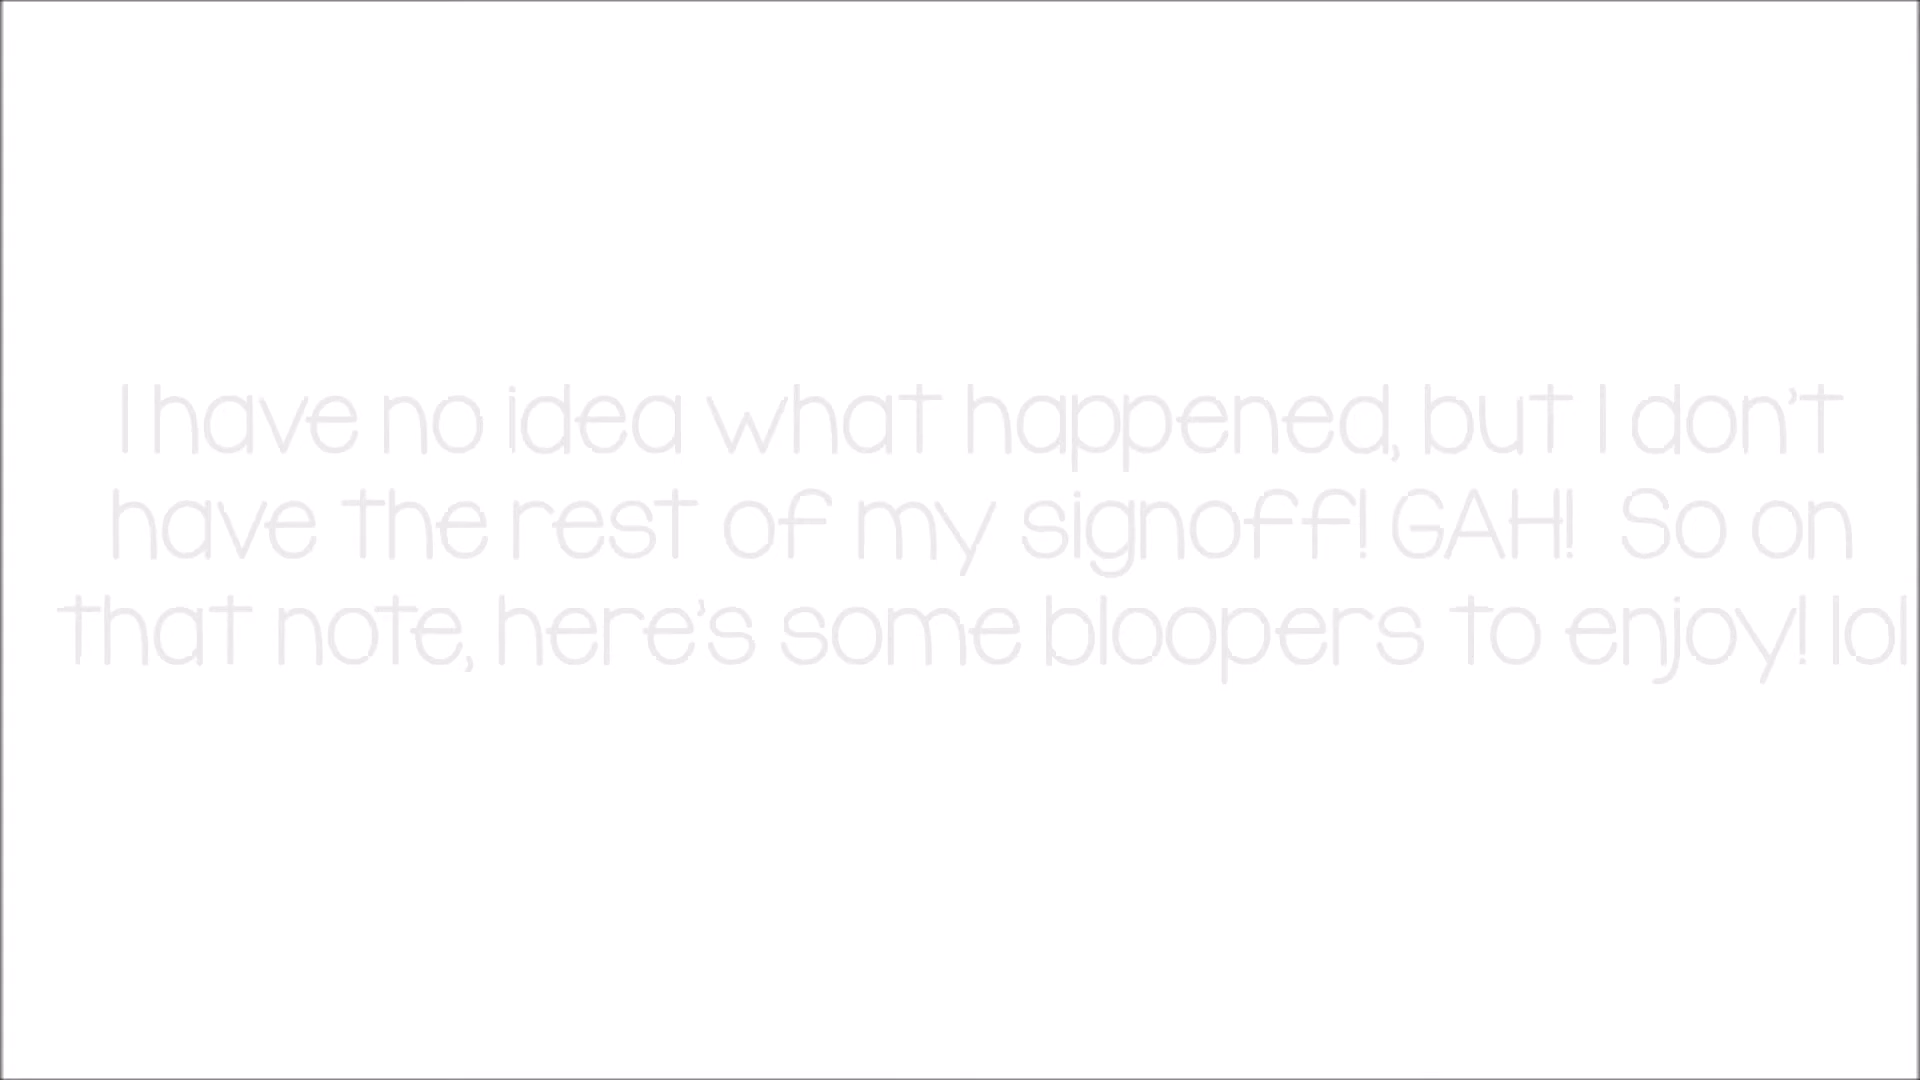 I have no idea what happened, but I don't
have the rest of my signoff! GAH!  So on
that note, here's some bloopers to enjoy! lol